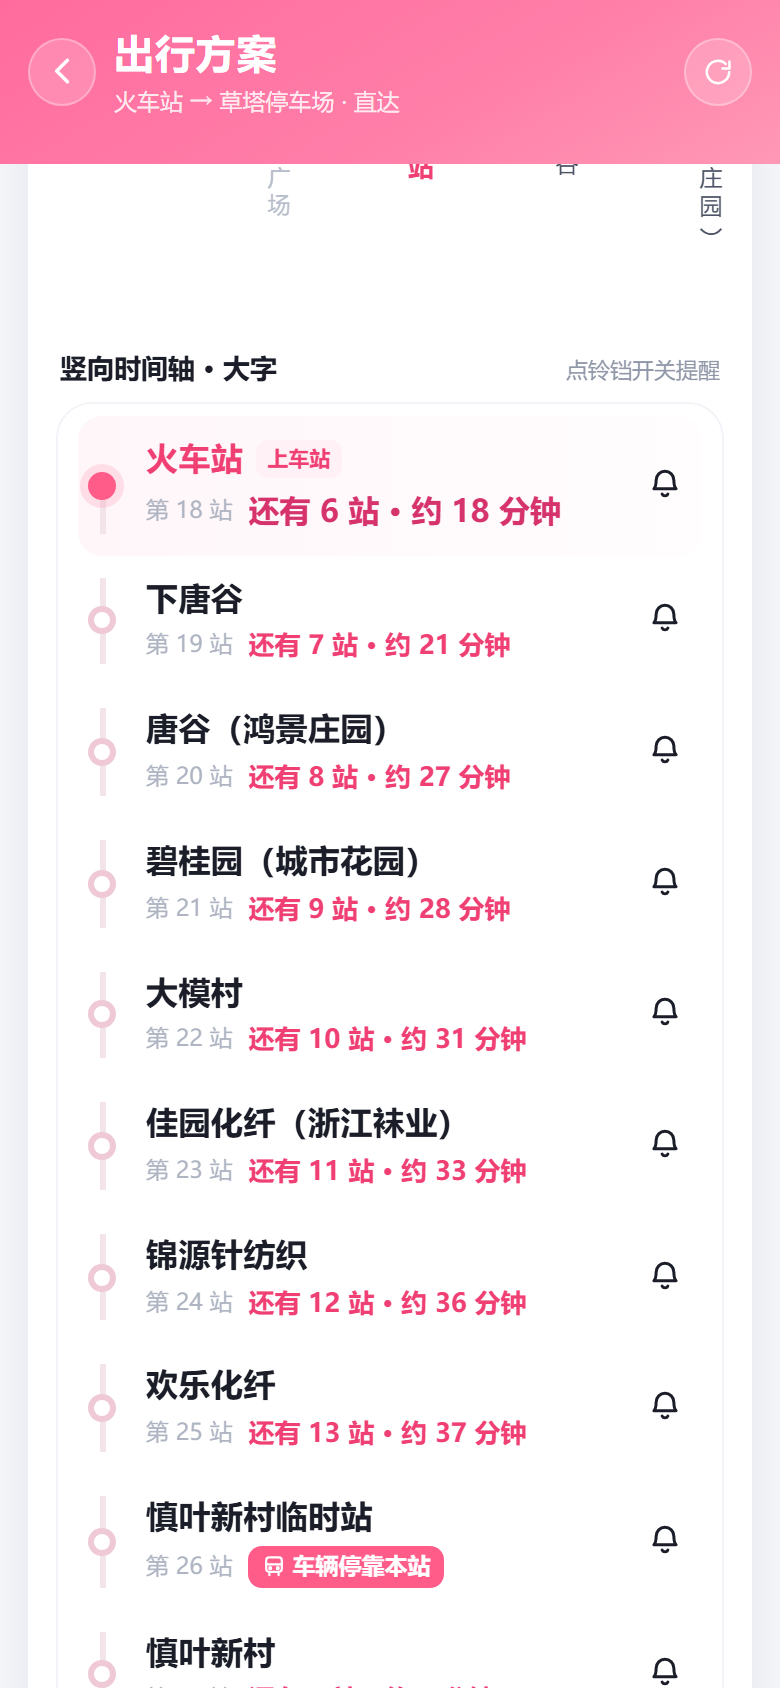 出行方案
火车站 → 草塔停车场 · 直达
广场
站
谷
庄园）
竖向时间轴 • 大字
点铃铛开关提醒
火车站 上车站
第 18 站 还有 6 站 • 约 18 分钟
下唐谷
第 19 站 还有 7 站 • 约 21 分钟
唐谷（鸿景庄园）
第 20 站 还有 8 站 • 约 27 分钟
碧桂园（城市花园）
第 21 站 还有 9 站 • 约 28 分钟
大模村
第 22 站 还有 10 站 • 约 31 分钟
佳园化纤（浙江袜业）
第 23 站 还有 11 站 • 约 33 分钟
锦源针纺织
第 24 站 还有 12 站 • 约 36 分钟
欢乐化纤
第 25 站 还有 13 站 • 约 37 分钟
慎叶新村临时站
第 26 站 车辆停靠本站
慎叶新村